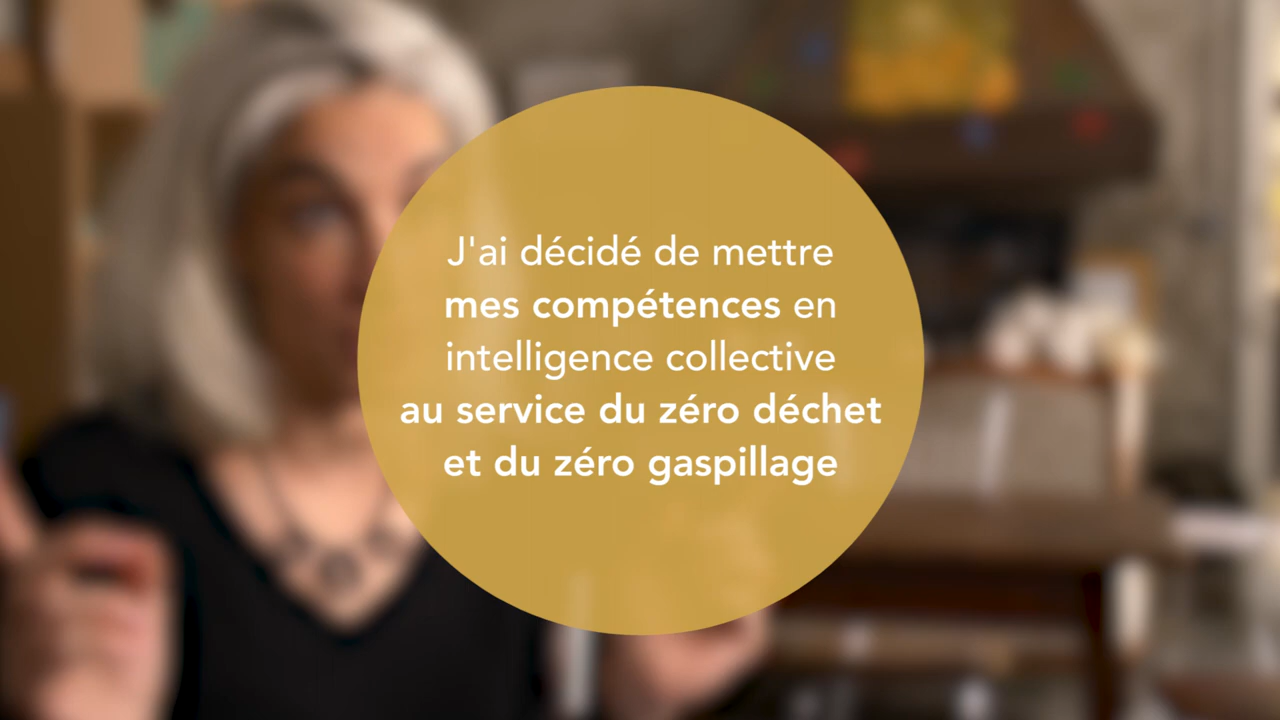 J'ai décidé de mettre
mes compétences en
intelligence collective
au service du zéro déchet
et du zéro gaspillage